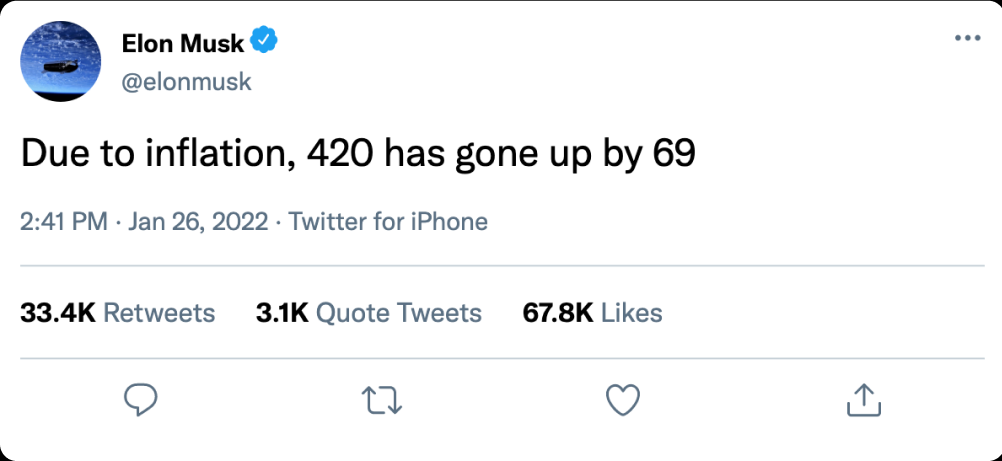 Elon Musk
@elonmusk
Due to inflation, 420 has gone up by 69
2:41 PM · Jan 26, 2022 · Twitter for iPhone
33.4K Retweets 3.1K Quote Tweets 67.8K Likes